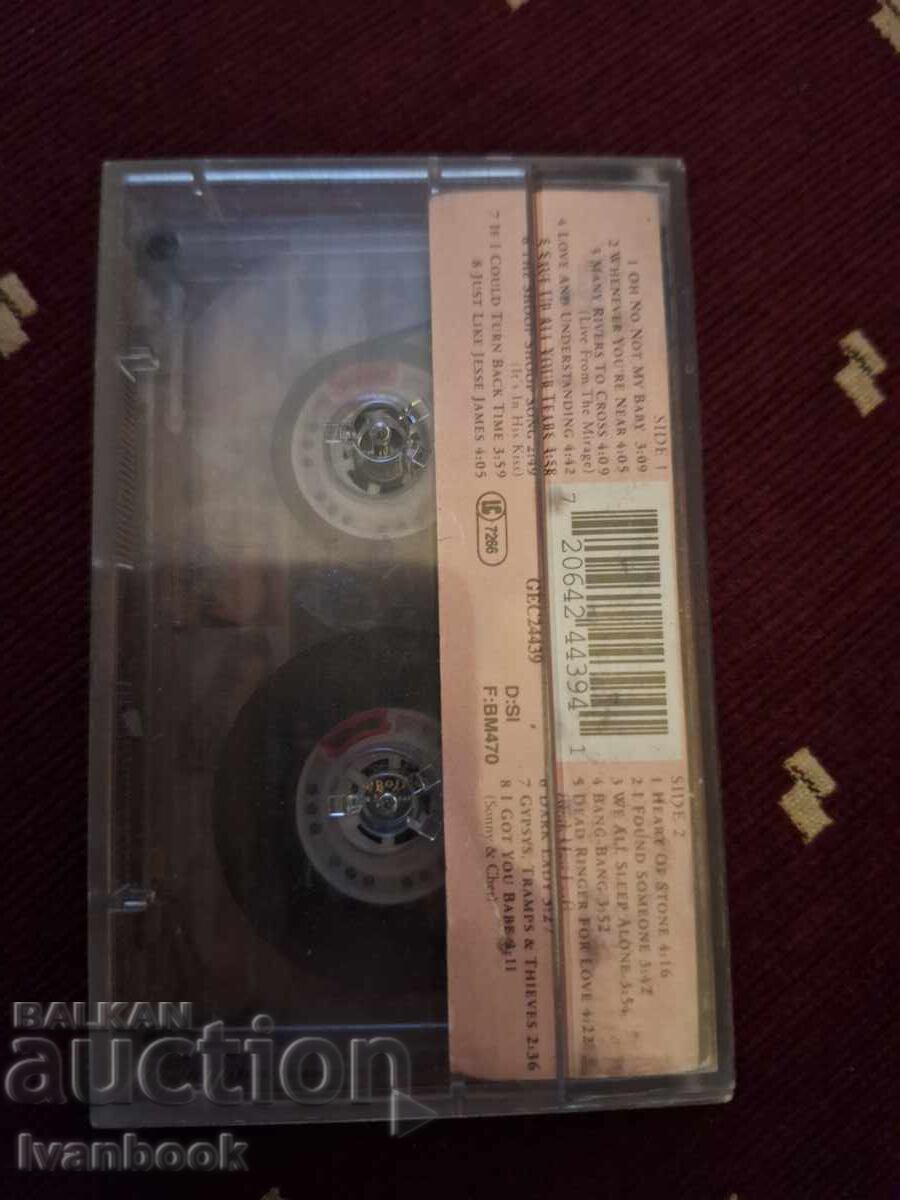 SIDE 1
1 OH NO NOT MY BABY 3:09
2 WHENEVER YOU'RE NEAR 4:05
3 MANY RIVERS TO CROSS 4:09
(Live From The Mirage)
4 LOVE AND UNDERSTANDING 4:42
5 SAVE UP ALL YOUR TEARS 4:58
6 THE SHOOP SHOOP SONG 2:49
(It's In His Kiss)
7 IF I COULD TURN BACK TIME 3:59
8 JUST LIKE JESSE JAMES 4:05
7 20642 44394 1
LC 7266
GEC24439
D:SI
F:BM470
SIDE 2
1 HEART OF STONE 4:16
2 I FOUND SOMEONE 3:42
3 WE ALL SLEEP ALONE 3:54
4 BANG BANG 3:52
5 DEAD RINGER FOR LOVE 4:22
6 DARK LADY 3:27
7 GYPSYS, TRAMPS & THIEVES 2:36
8 I GOT YOU BABE 3:11
(Sonny & Cher)
BALKAN
auction
Ivanbook